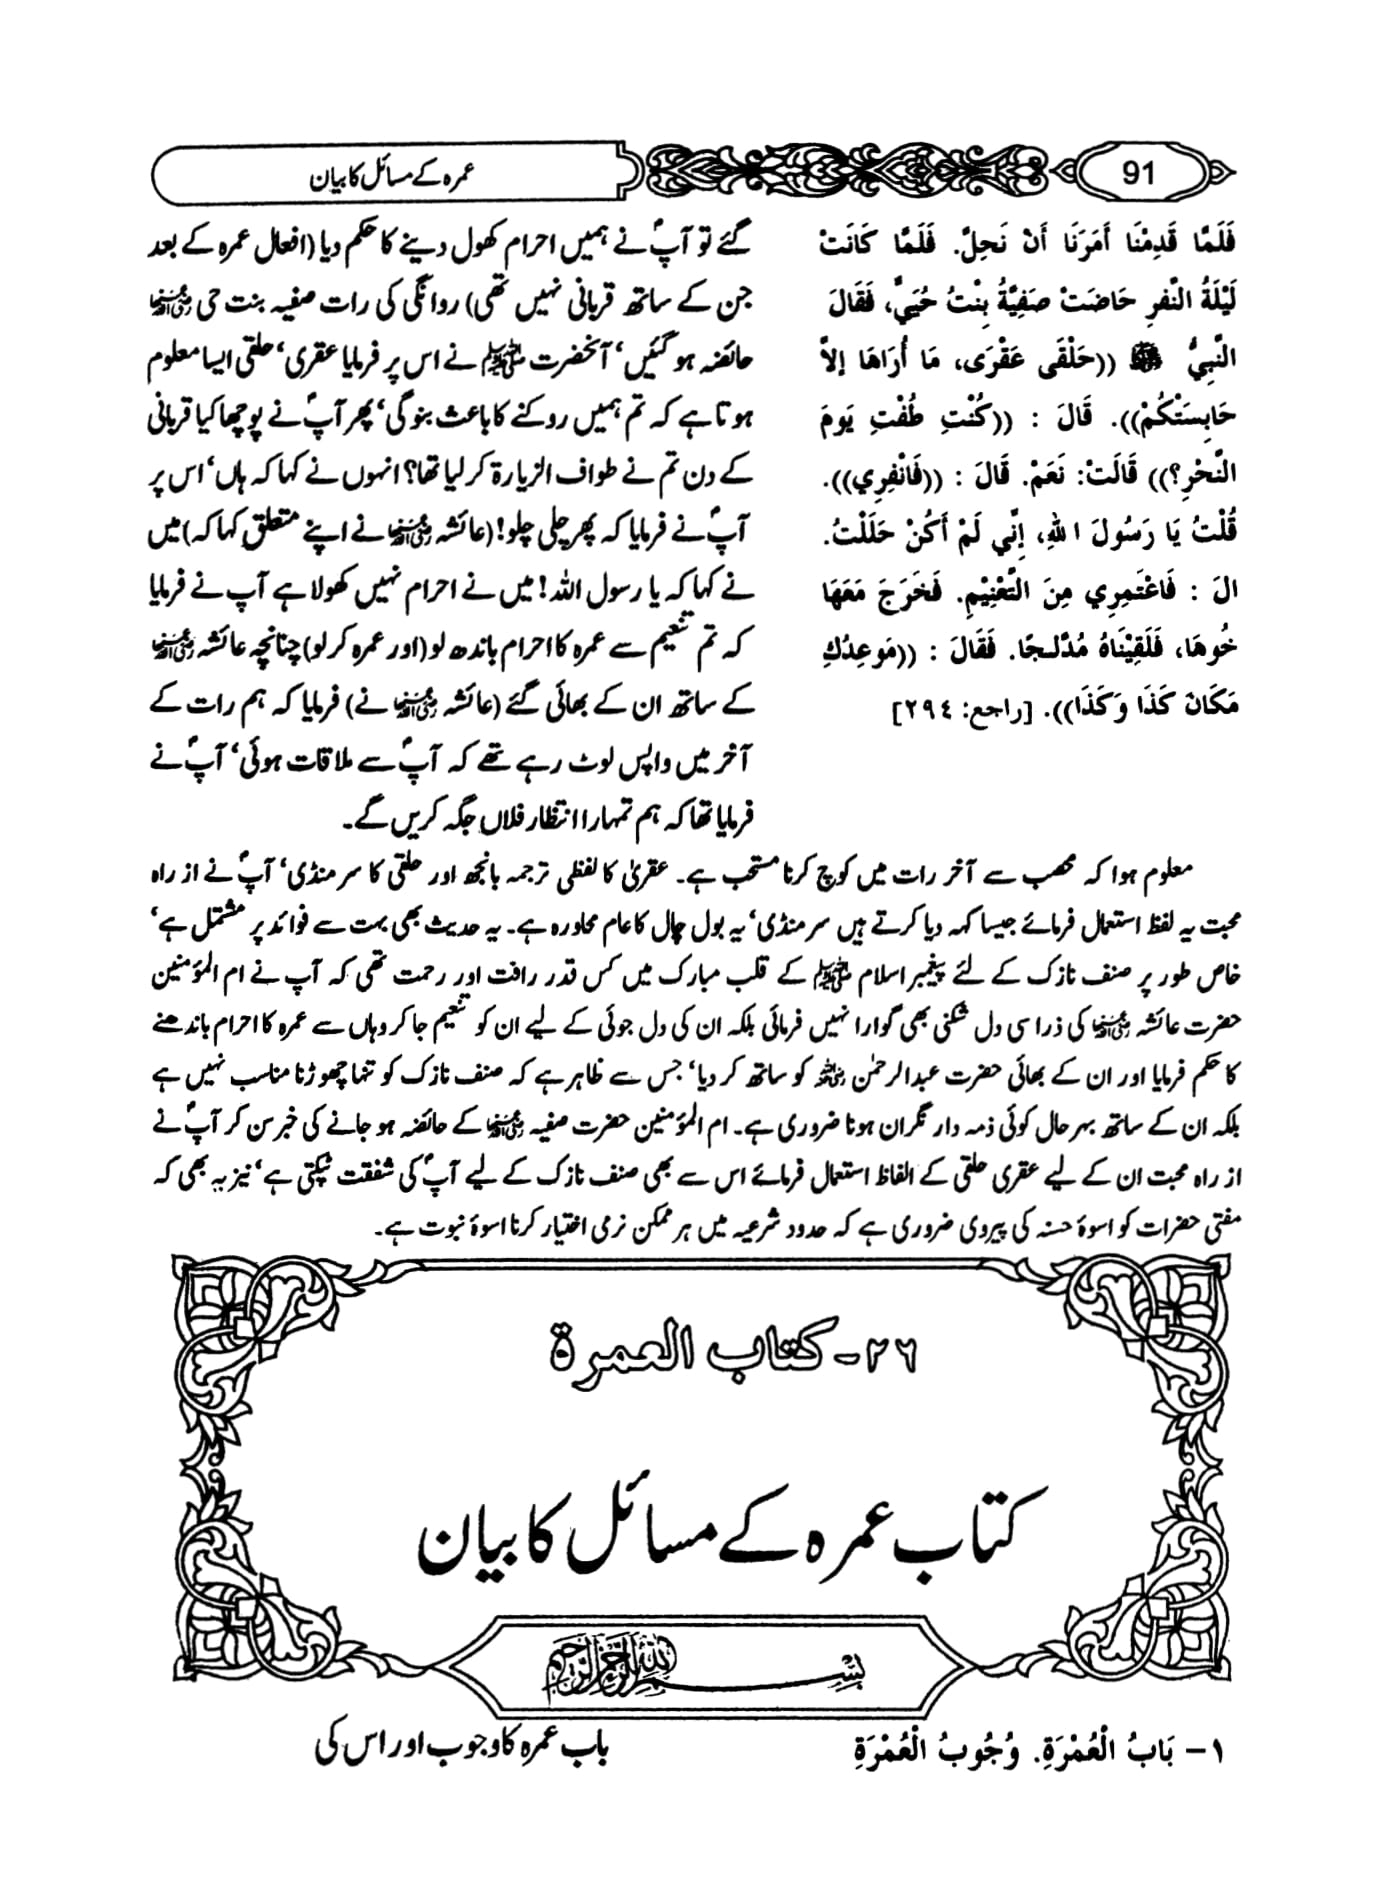 91
عمرہ کے مسائل کا بیان
فَلَمَّا قَدِمْنَا أَمَرَنَا أَنْ نَحِلَّ. فَلَمَّا كَانَتْ
لَيْلَةُ النَّفْرِ حَاضَتْ صَفِيَّةُ بِنْتُ حُيَيٍّ، فَقَالَ
النَّبِيُّ ﷺ ((حَلْقَى عَقْرَى، مَا أُرَاهَا إِلاَّ
حَابِسَتْكُمْ)). قَالَ : ((كُنْتِ طُفْتِ يَومَ
النَّحْرِ؟)) قَالَتْ: نَعَمْ. قَالَ : ((فَانْفِرِي)).
قُلْتُ يَا رَسُولَ ا للهِ، إِنِّي لَمْ أَكُنْ حَلَلْتُ.
الَ : فَاعْتَمِرِي مِنَ التَّنْعِيْمِ. فَخَرَجَ مَعَهَا
خُوهَا، فَلَقِيْنَاهُ مُدَّلِجًا. فَقَالَ : ((مَوعِدُكِ
مَكَانَ كَذَا وَكَذَا)). [راجع: ٢٩٤]
گئے تو آپؐ نے ہمیں احرام کھول دینے کا حکم دیا (افعال عمرہ کے بعد
جن کے ساتھ قربانی نہیں تھی) روانگی کی رات صفیہ بنت حی رضی اللہ عنہا
حائضہ ہو گئیں‘ آنحضرت ﷺ نے اس پر فرمایا عقری‘ حلقی ایسا معلوم
ہوتا ہے کہ تم ہمیں روکنے کا باعث بنو گی‘ پھر آپؐ نے پوچھا کیا قربانی
کے دن تم نے طواف الزیارۃ کر لیا تھا؟ انہوں نے کہا کہ ہاں‘ اس پر
آپؐ نے فرمایا کہ پھر چلی چلو! (عائشہ رضی اللہ عنہا نے اپنے متعلق کہا کہ) میں
نے کہا کہ یا رسول اللہ! میں نے احرام نہیں کھولا ہے آپ نے فرمایا
کہ تم تنعیم سے عمرہ کا احرام باندھ لو (اور عمرہ کر لو) چنانچہ عائشہ رضی اللہ عنہا
کے ساتھ ان کے بھائی گئے (عائشہ رضی اللہ عنہا نے) فرمایا کہ ہم رات کے
آخر میں واپس لوٹ رہے تھے کہ آپؐ سے ملاقات ہوئی‘ آپؐ نے
فرمایا تھا کہ ہم تمہارا انتظار فلاں جگہ کریں گے۔
معلوم ہوا کہ محصب سے آخر رات میں کوچ کرنا مستحب ہے۔ عقریٰ کا لفظی ترجمہ بانجھ اور حلقی کا سر منڈی‘ آپؐ نے از راہ
محبت یہ لفظ استعمال فرمائے جیسا کہہ دیا کرتے ہیں سر منڈی‘ یہ بول چال کا عام محاورہ ہے۔ یہ حدیث بھی بہت سے فوائد پر مشتمل ہے‘
خاص طور پر صنف نازک کے لئے پیغمبر اسلام ﷺ کے قلب مبارک میں کس قدر رافت اور رحمت تھی کہ آپ نے ام المؤمنین
حضرت عائشہ رضی اللہ عنہا کی ذرا سی دل شکنی بھی گوارا نہیں فرمائی بلکہ ان کی دل جوئی کے لیے ان کو تنعیم جا کر وہاں سے عمرہ کا احرام باندھنے
کا حکم فرمایا اور ان کے بھائی حضرت عبدالرحمٰن رضی اللہ عنہ کو ساتھ کر دیا‘ جس سے ظاہر ہے کہ صنف نازک کو تنہا چھوڑنا مناسب نہیں ہے
بلکہ ان کے ساتھ بہر حال کوئی ذمہ دار نگران ہونا ضروری ہے۔ ام المؤمنین حضرت صفیہ رضی اللہ عنہا کے حائضہ ہو جانے کی خبر سن کر آپؐ نے
از راہ محبت ان کے لیے عقری حلقی کے الفاظ استعمال فرمائے اس سے بھی صنف نازک کے لیے آپؐ کی شفقت ٹپکتی ہے‘ نیز یہ بھی کہ
مفتی حضرات کو اسوۂ حسنہ کی پیروی ضروری ہے کہ حدود شرعیہ میں ہر ممکن نرمی اختیار کرنا اسوۂ نبوت ہے۔
٢٦- كتاب العمرة
کتاب عمرہ کے مسائل کا بیان
بسم اللہ الرحمن الرحیم
١- بَابُ الْعُمْرَةِ. وُجُوبُ الْعُمْرَةِ
باب عمرہ کا وجوب اور اس کی